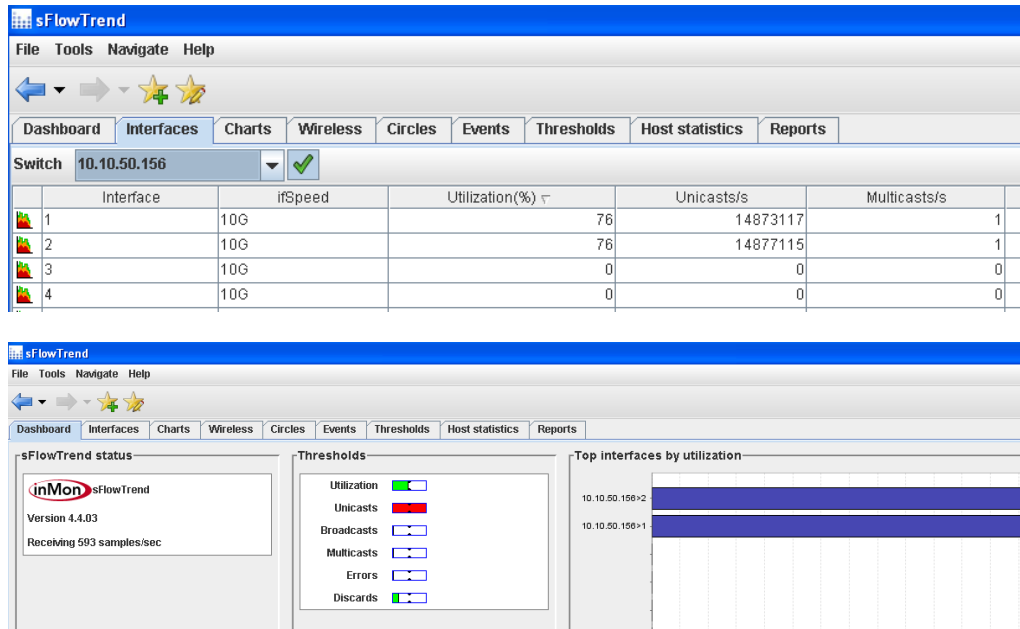 sFlowTrend
File Tools Navigate Help
Dashboard Interfaces Charts Wireless Circles Events Thresholds Host statistics Reports
Switch 10.10.50.156
Interface ifSpeed Utilization(%) Unicasts/s Multicasts/s
1 10G 76 14873117 1
2 10G 76 14877115 1
3 10G 0 0 0
4 10G 0 0 0
sFlowTrend
File Tools Navigate Help
Dashboard Interfaces Charts Wireless Circles Events Thresholds Host statistics Reports
sFlowTrend status
inMon sFlowTrend
Version 4.4.03
Receiving 593 samples/sec
Thresholds
Utilization
Unicasts
Broadcasts
Multicasts
Errors
Discards
Top interfaces by utilization
10.10.50.156>2
10.10.50.156>1